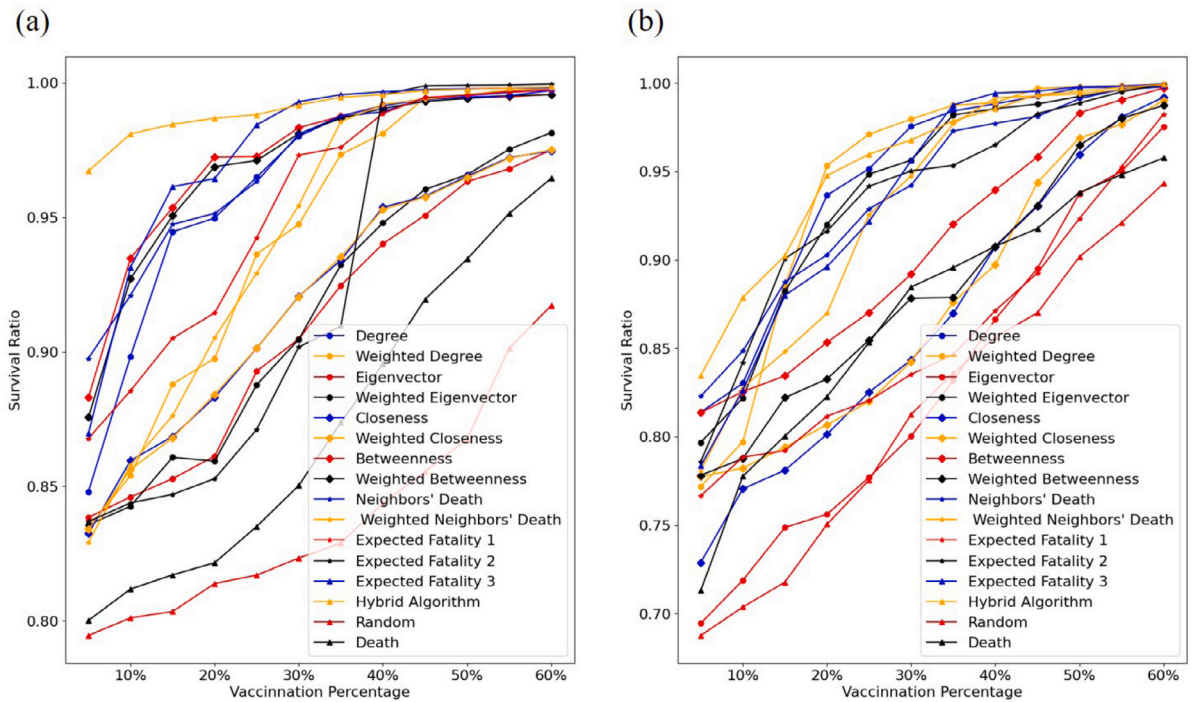 (a)
1.00
0.95
0.90
0.85
0.80
Survival Ratio
10%
20%
30%
40%
50%
60%
Vaccinnation Percentage
Degree
Weighted Degree
Eigenvector
Weighted Eigenvector
Closeness
Weighted Closeness
Betweenness
Weighted Betweenness
Neighbors' Death
Weighted Neighbors' Death
Expected Fatality 1
Expected Fatality 2
Expected Fatality 3
Hybrid Algorithm
Random
Death
(b)
1.00
0.95
0.90
0.85
0.80
0.75
0.70
Survival Ratio
10%
20%
30%
40%
50%
60%
Vaccinnation Percentage
Degree
Weighted Degree
Eigenvector
Weighted Eigenvector
Closeness
Weighted Closeness
Betweenness
Weighted Betweenness
Neighbors' Death
Weighted Neighbors' Death
Expected Fatality 1
Expected Fatality 2
Expected Fatality 3
Hybrid Algorithm
Random
Death